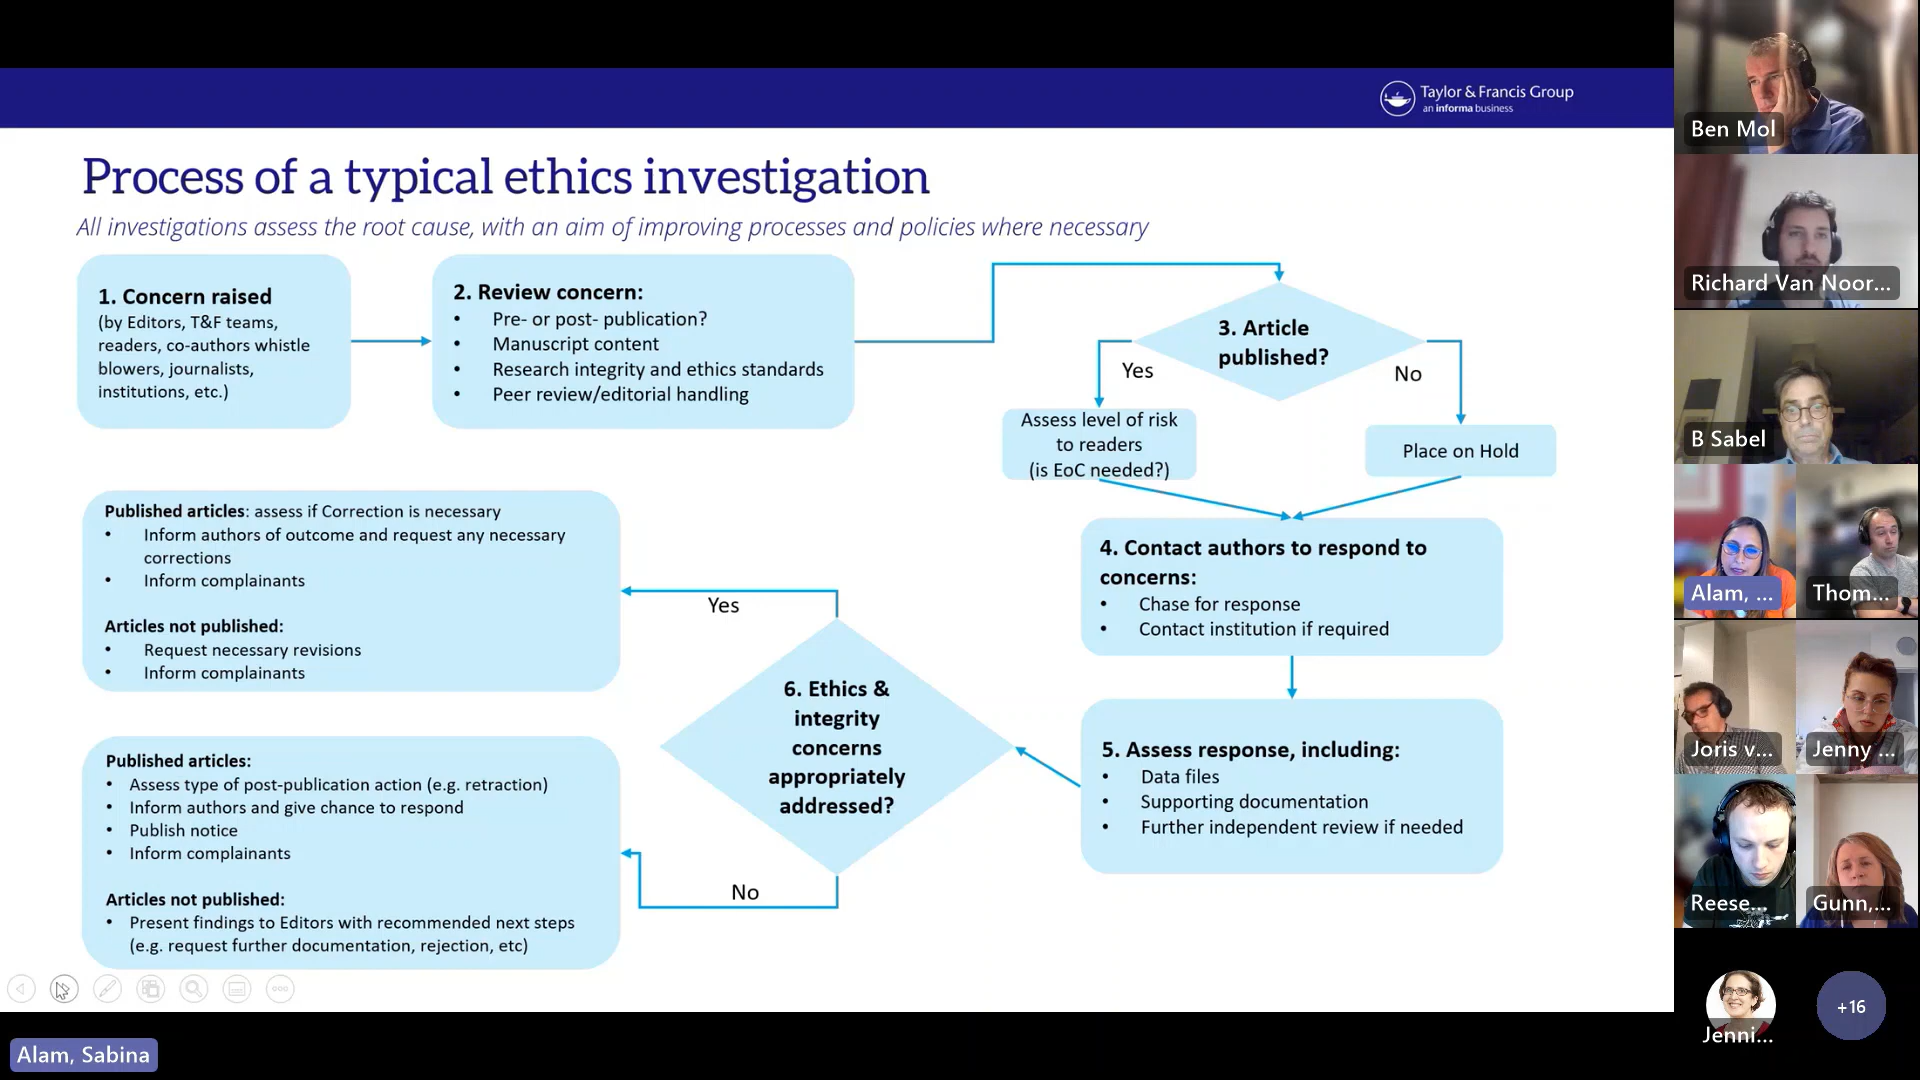 Taylor & Francis Group
an informa business
Process of a typical ethics investigation
All investigations assess the root cause, with an aim of improving processes and policies where necessary
1. Concern raised
(by Editors, T&F teams,
readers, co-authors whistle
blowers, journalists,
institutions, etc.)
2. Review concern:
• Pre- or post- publication?
• Manuscript content
• Research integrity and ethics standards
• Peer review/editorial handling
3. Article
published?
Yes
No
Assess level of risk
to readers
(is EoC needed?)
Place on Hold
4. Contact authors to respond to
concerns:
• Chase for response
• Contact institution if required
5. Assess response, including:
• Data files
• Supporting documentation
• Further independent review if needed
6. Ethics &
integrity
concerns
appropriately
addressed?
Yes
Published articles: assess if Correction is necessary
• Inform authors of outcome and request any necessary
corrections
• Inform complainants
Articles not published:
• Request necessary revisions
• Inform complainants
No
Published articles:
• Assess type of post-publication action (e.g. retraction)
• Inform authors and give chance to respond
• Publish notice
• Inform complainants
Articles not published:
• Present findings to Editors with recommended next steps
(e.g. request further documentation, rejection, etc)
Alam, Sabina
Ben Mol
Richard Van Noor...
B Sabel
Alam, ...
Thom...
Joris v...
Jenny ...
Reese...
Gunn,...
Jenni...
+16